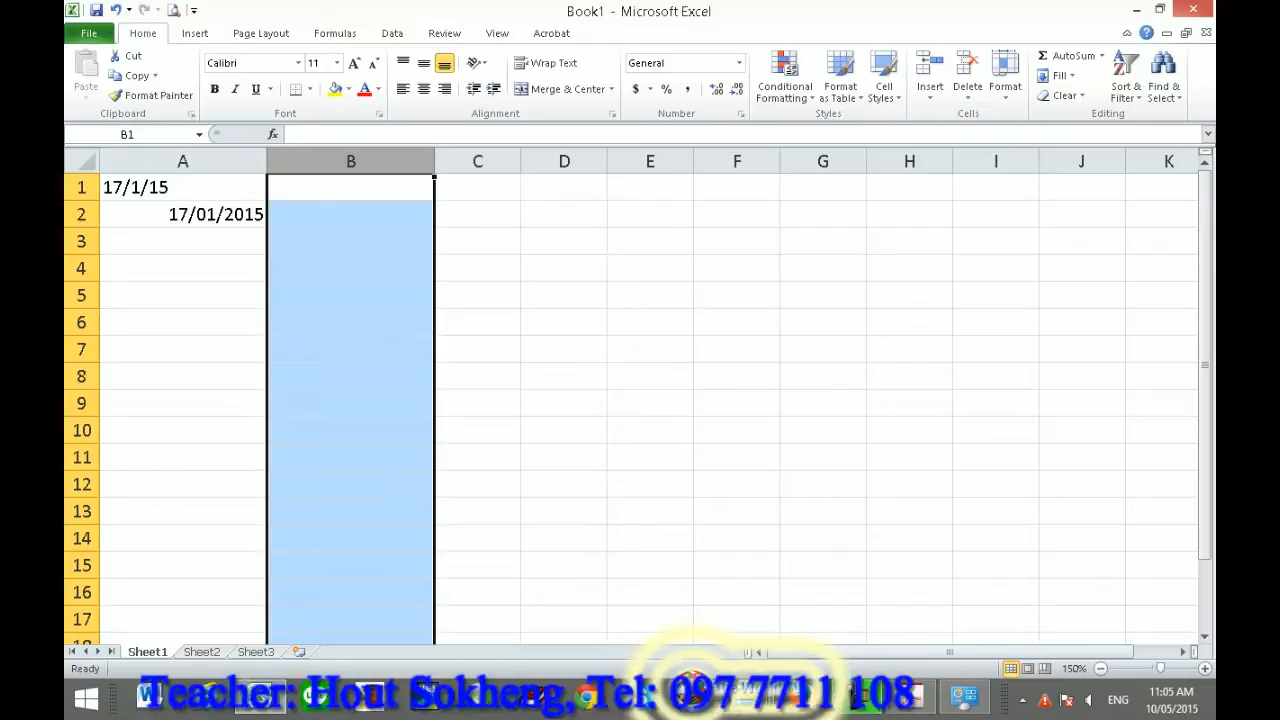 Book1 - Microsoft Excel
File Home Insert Page Layout Formulas Data Review View Acrobat
Paste Cut Calibri 11 Wrap Text General Conditional Formatting Format as Table Cell Styles Insert Delete Format AutoSum Sort & Filter Find & Select
Copy Fill
Format Painter Merge & Center $ % , Clear
Clipboard Font Alignment Number Styles Cells Editing
B1 fx
A B C D E F G H I J K
1 17/1/15
2 17/01/2015
3
4
5
6
7
8
9
10
11
12
13
14
15
16
17
18
Sheet1 Sheet2 Sheet3
Ready 150%
Teacher: Hout Sokheng, Tel: 097 77 11 108
ENG 11:05 AM
10/05/2015